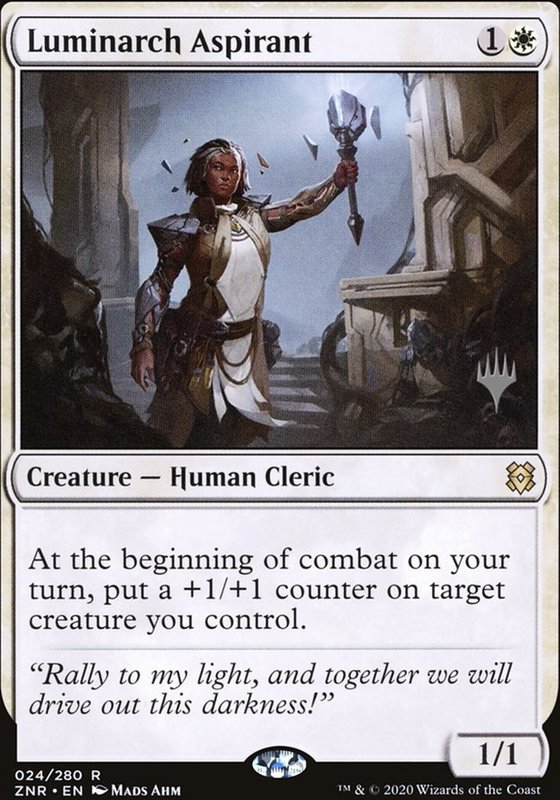 Luminarch Aspirant 1
Creature — Human Cleric
At the beginning of combat on your
turn, put a +1/+1 counter on target
creature you control.
“Rally to my light, and together we will
drive out this darkness!”
1/1
024/280 R
ZNR • EN Mads Ahm
™ & © 2020 Wizards of the Coast